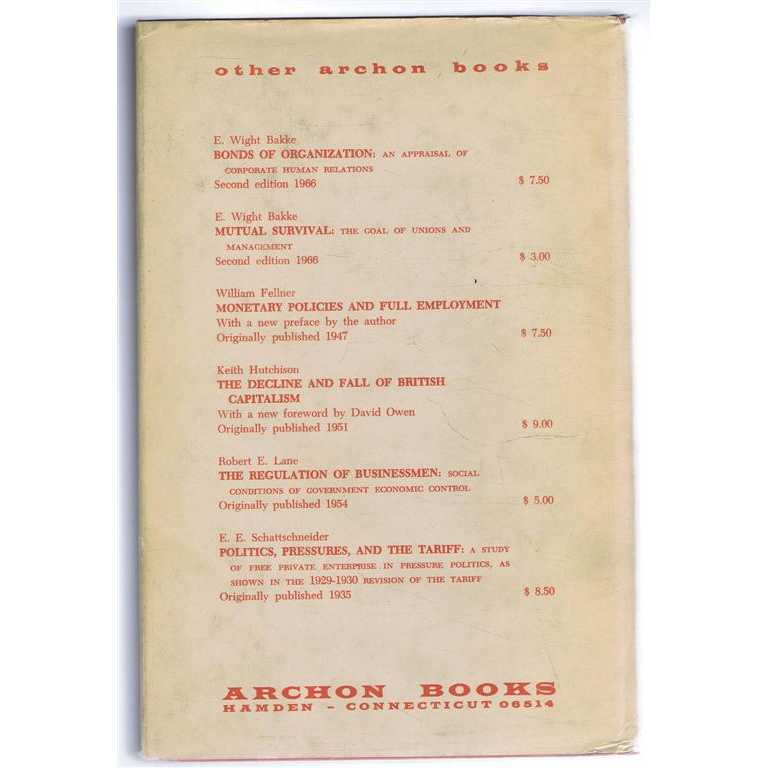 other archon books
E. Wight Bakke
BONDS OF ORGANIZATION: AN APPRAISAL OF
CORPORATE HUMAN RELATIONS
Second edition 1966 $ 7.50
E. Wight Bakke
MUTUAL SURVIVAL: THE GOAL OF UNIONS AND
MANAGEMENT
Second edition 1966 $ 3.00
William Fellner
MONETARY POLICIES AND FULL EMPLOYMENT
With a new preface by the author
Originally published 1947 $ 7.50
Keith Hutchison
THE DECLINE AND FALL OF BRITISH
CAPITALISM
With a new foreword by David Owen
Originally published 1951 $ 9.00
Robert E. Lane
THE REGULATION OF BUSINESSMEN: SOCIAL
CONDITIONS OF GOVERNMENT ECONOMIC CONTROL
Originally published 1954 $ 5.00
E. E. Schattschneider
POLITICS, PRESSURES, AND THE TARIFF: A STUDY
OF FREE PRIVATE ENTERPRISE IN PRESSURE POLITICS, AS
SHOWN IN THE 1929-1930 REVISION OF THE TARIFF
Originally published 1935 $ 8.50
ARCHON BOOKS
HAMDEN - CONNECTICUT 06514